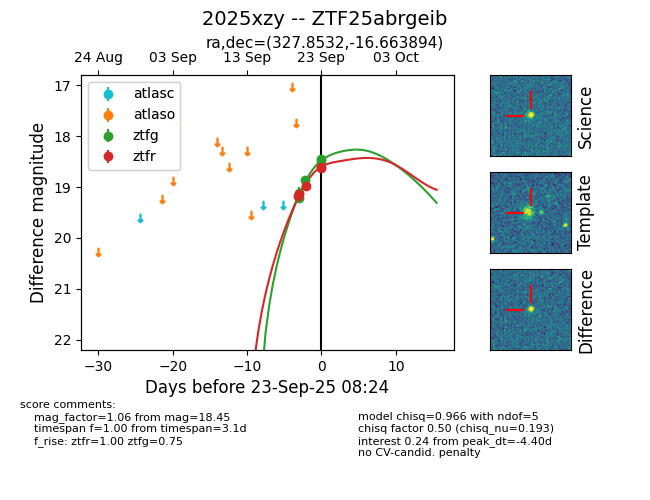 2025xzy -- ZTF25abrgeib
ra,dec=(327.8532,-16.663894)
24 Aug 03 Sep 13 Sep 23 Sep 03 Oct
atlasc
atlaso
ztfg
ztfr
17
18
19
20
21
22
Difference magnitude
−30 −20 −10 0 10
Days before 23-Sep-25 08:24
Science
Template
Difference
score comments:
mag_factor=1.06 from mag=18.45
timespan f=1.00 from timespan=3.1d
f_rise: ztfr=1.00 ztfg=0.75
model chisq=0.966 with ndof=5
chisq factor 0.50 (chisq_nu=0.193)
interest 0.24 from peak_dt=-4.40d
no CV-candid. penalty